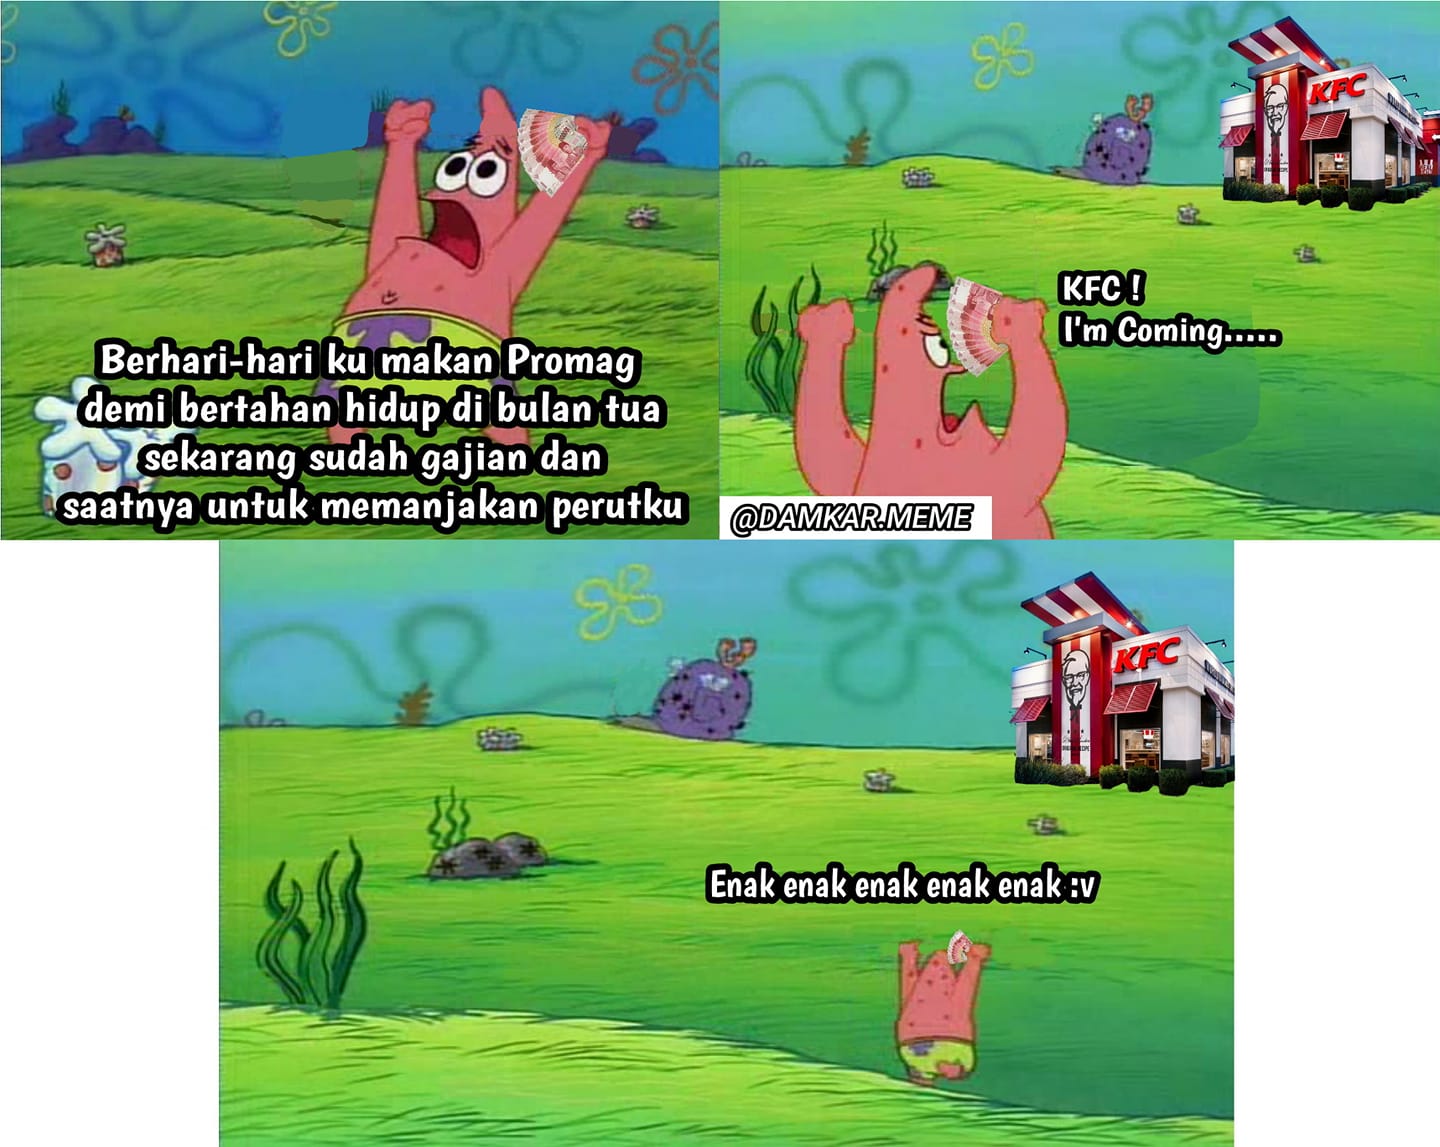 Berhari-hari ku makan Promag
demi bertahan hidup di bulan tua
sekarang sudah gajian dan
saatnya untuk memanjakan perutku
KFC
KFC !
I'm Coming.....
@DAMKAR.MEME
KFC
Enak enak enak enak enak :v